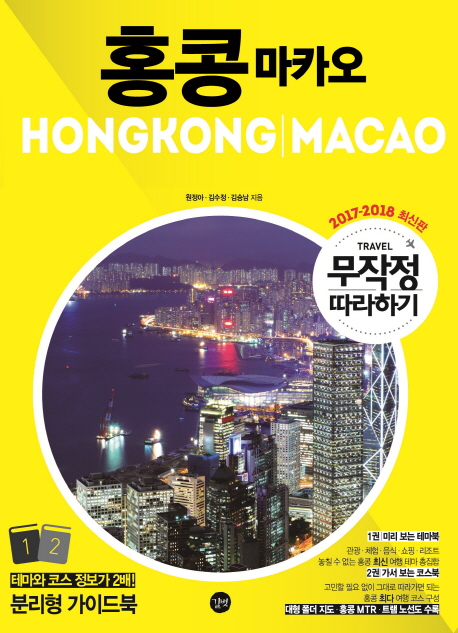 홍콩 마카오
HONGKONG | MACAO
원정아 · 김수정 · 김승남 지음
2017-2018 최신판
TRAVEL
무작정
따라하기
1 2
테마와 코스 정보가 2배!
분리형 가이드북
길벗
1권 | 미리 보는 테마북
관광 · 체험 · 음식 · 쇼핑 · 리조트
놓칠 수 없는 홍콩 최신 여행 테마 총집합
2권 | 가서 보는 코스북
고민할 필요 없이 그대로 따라가면 되는
홍콩 최다 여행 코스 구성
대형 폴더 지도 · 홍콩 MTR · 트램 노선도 수록